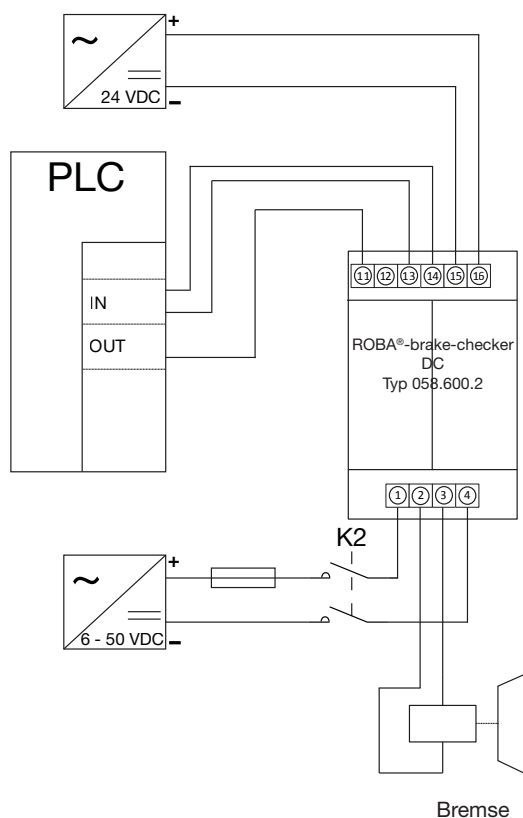 +
~
24 VDC
–
PLC
IN
OUT
11 12 13 14 15 16
ROBA®-brake-checker
DC
Typ 058.600.2
1 2 3 4
K2
+
~
6 - 50 VDC
–
Bremse